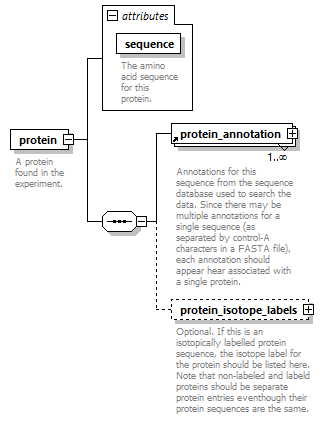 attributes
sequence
The amino
acid sequence
for this
protein.
protein
A protein
found in the
experiment.
protein_annotation
1..∞
Annotations for this
sequence from the sequence
database used to search the
data. Since there may be
multiple annotations for a
single sequence (as
separated by control-A
characters in a FASTA file),
each annotation should
appear hear associated with
a single protein.
protein_isotope_labels
Optional. If this is an
isotopically labelled protein
sequence, the isotope label for
the protein should be listed here.
Note that non-labeled and labeld
proteins should be separate
protein entries eventhough their
protein sequences are the same.